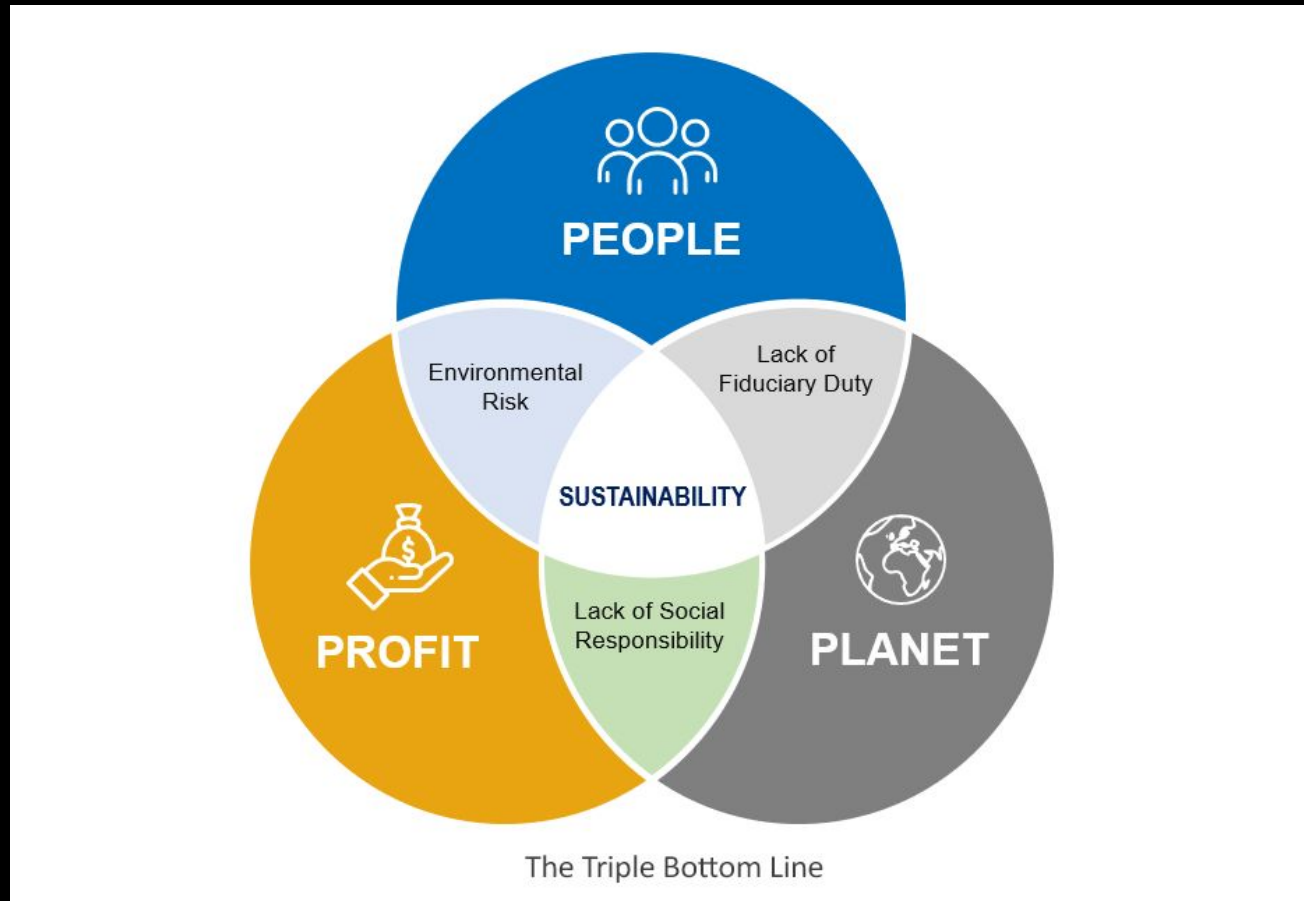 PEOPLE
Environmental
Risk
Lack of
Fiduciary Duty
SUSTAINABILITY
$
PROFIT
Lack of Social
Responsibility
PLANET
The Triple Bottom Line